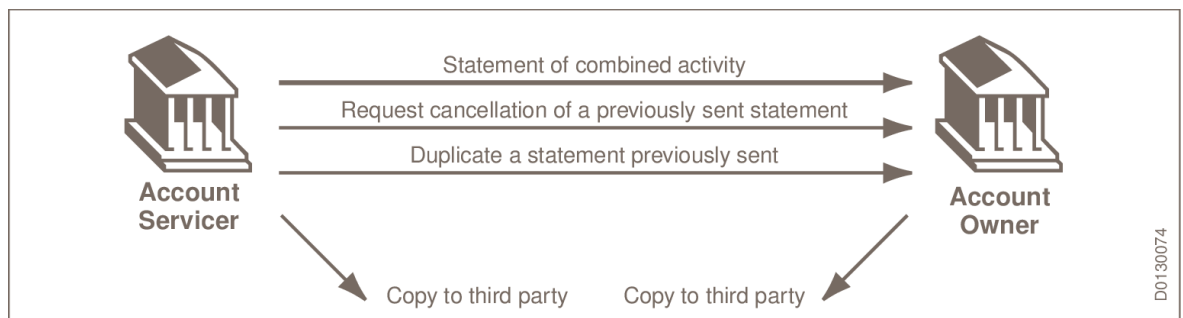 Statement of combined activity
Request cancellation of a previously sent statement
Duplicate a statement previously sent
Account
Servicer
Account
Owner
Copy to third party
Copy to third party
D0130074